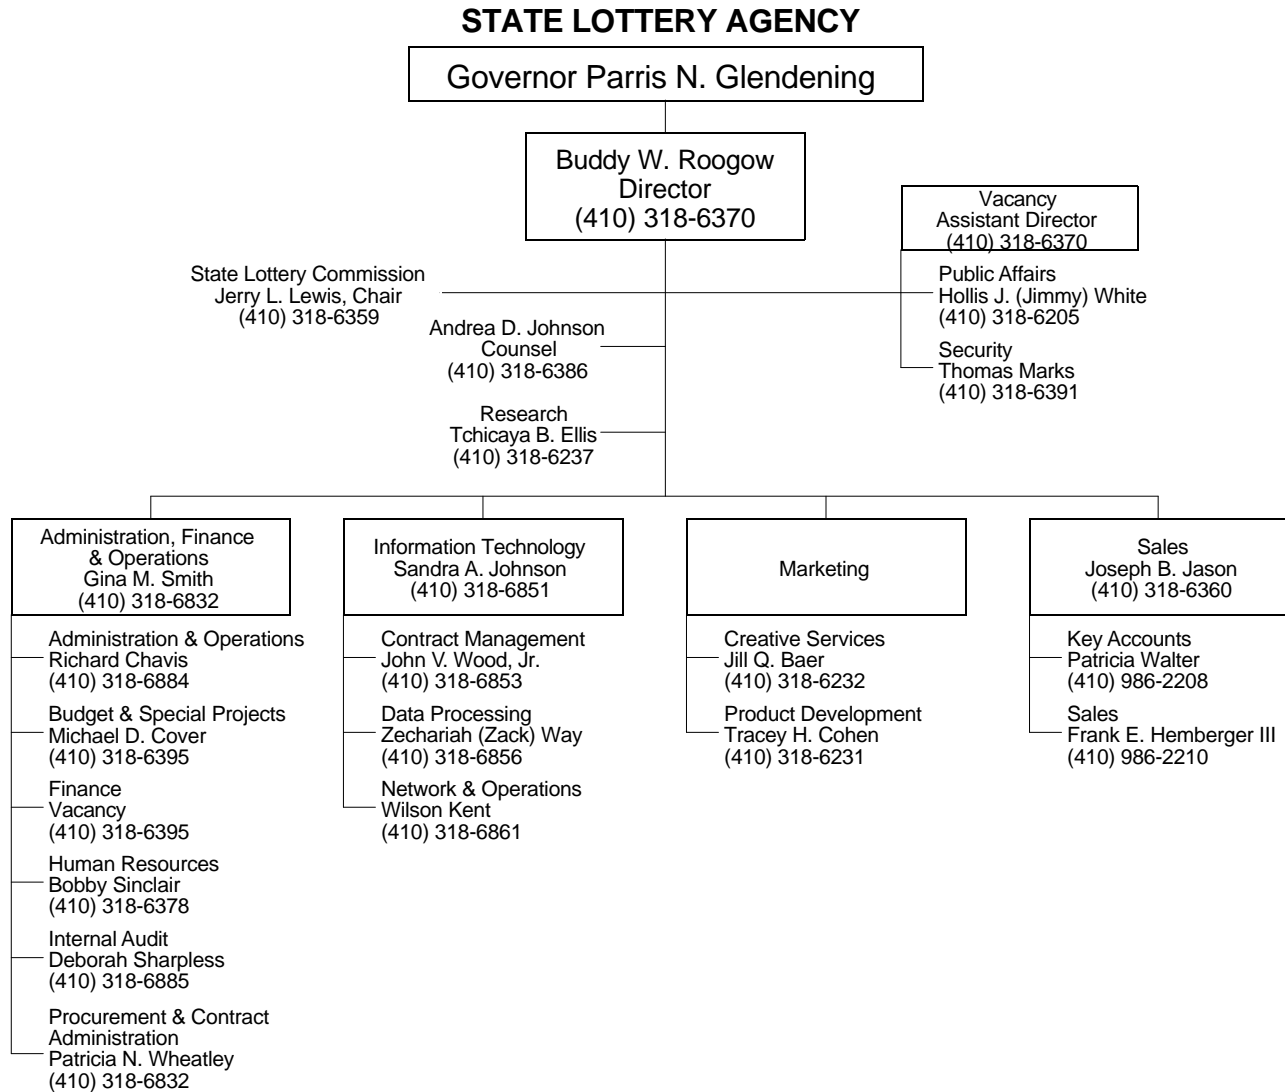 STATE LOTTERY AGENCY
Governor Parris N. Glendening
Buddy W. Roogow
Director
(410) 318-6370
Vacancy
Assistant Director
(410) 318-6370
State Lottery Commission
Jerry L. Lewis, Chair
(410) 318-6359
Public Affairs
Hollis J. (Jimmy) White
(410) 318-6205
Andrea D. Johnson
Counsel
(410) 318-6386
Security
Thomas Marks
(410) 318-6391
Research
Tchicaya B. Ellis
(410) 318-6237
Administration, Finance
& Operations
Gina M. Smith
(410) 318-6832
Administration & Operations
Richard Chavis
(410) 318-6884
Budget & Special Projects
Michael D. Cover
(410) 318-6395
Finance
Vacancy
(410) 318-6395
Human Resources
Bobby Sinclair
(410) 318-6378
Internal Audit
Deborah Sharpless
(410) 318-6885
Procurement & Contract
Administration
Patricia N. Wheatley
(410) 318-6832
Information Technology
Sandra A. Johnson
(410) 318-6851
Contract Management
John V. Wood, Jr.
(410) 318-6853
Data Processing
Zechariah (Zack) Way
(410) 318-6856
Network & Operations
Wilson Kent
(410) 318-6861
Marketing
Creative Services
Jill Q. Baer
(410) 318-6232
Product Development
Tracey H. Cohen
(410) 318-6231
Sales
Joseph B. Jason
(410) 318-6360
Key Accounts
Patricia Walter
(410) 986-2208
Sales
Frank E. Hemberger III
(410) 986-2210